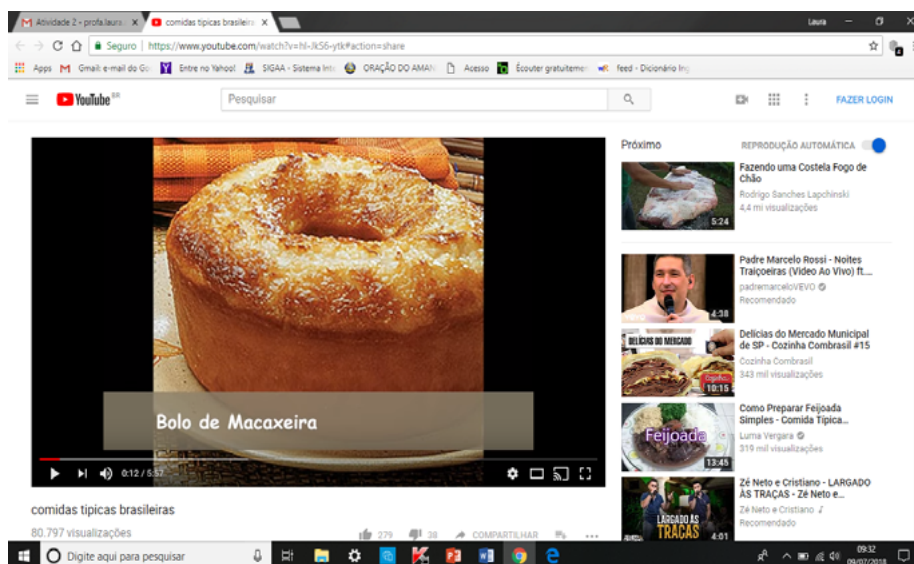 Atividade 2 - profa.laura
comidas tipicas brasileira
Laura
Seguro | https://www.youtube.com/watch?v=hl-JkS6-ytk#action=share
Apps
Gmail: e-mail do Go
Entre no Yahoo!
SIGAA - Sistema Int
ORAÇÃO DO AMAN
Acesso
Écouter gratuitemen
feed - Dicionário Ing
YouTube BR
Pesquisar
FAZER LOGIN
Bolo de Macaxeira
0:12 / 5:57
comidas tipicas brasileiras
80.797 visualizações
279
38
COMPARTILHAR
Próximo
REPRODUÇÃO AUTOMÁTICA
5:24
Fazendo uma Costela Fogo de
Chão
Rodrigo Sanches Lapchinski
4,4 mi visualizações
4:38
Padre Marcelo Rossi - Noites
Traiçoeiras (Video Ao Vivo) ft....
padremarceloVEVO
Recomendado
DELÍCIAS DO MERCADO
10:15
Delícias do Mercado Municipal
de SP - Cozinha Combrasil #15
Cozinha Combrasil
343 mil visualizações
Feijoada
13:45
Como Preparar Feijoada
Simples - Comida Típica...
Luma Vergara
319 mil visualizações
LARGADO ÀS
TRAÇAS
4:01
Zé Neto e Cristiano - LARGADO
ÀS TRAÇAS - Zé Neto e...
Zé Neto e Cristiano
Recomendado
Digite aqui para pesquisar
09:32
09/07/2018